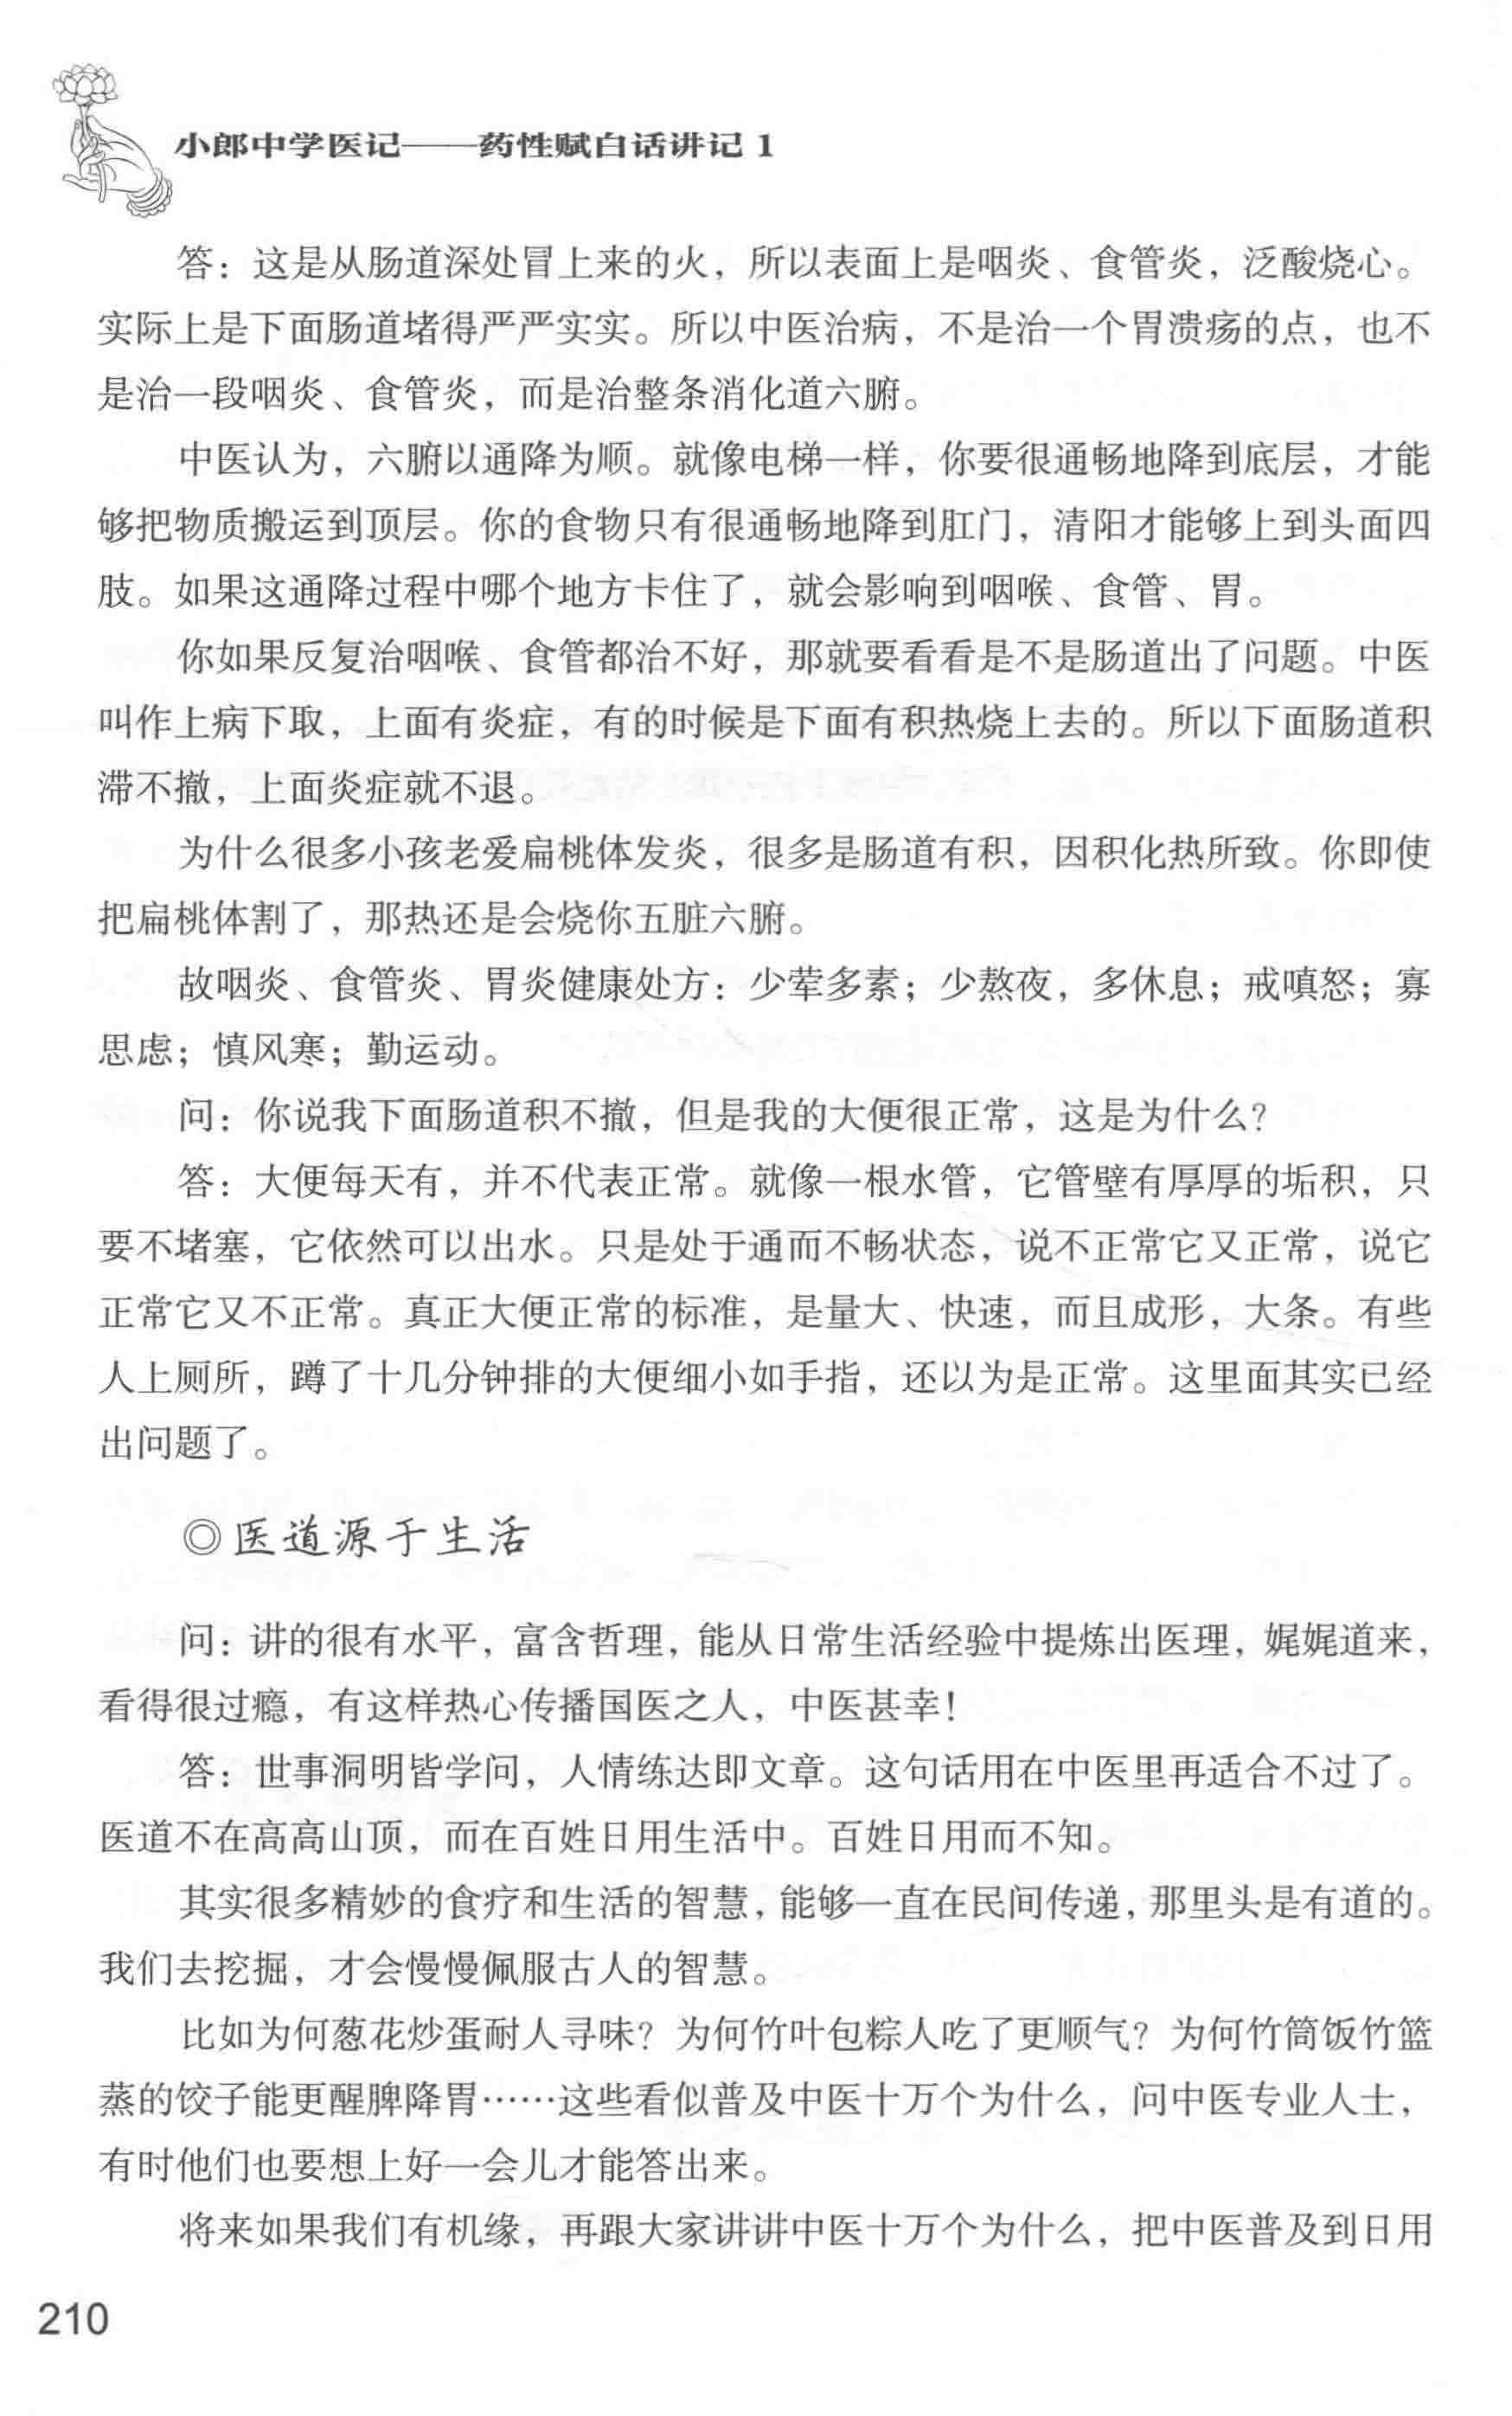 小郎中学医记——药性赋白话讲记 1
答：这是从肠道深处冒上来的火，所以表面上是咽炎、食管炎，泛酸烧心。
实际上是下面肠道堵得严严实实。所以中医治病，不是治一个胃溃疡的点，也不
是治一段咽炎、食管炎，而是治整条消化道六腑。
中医认为，六腑以通降为顺。就像电梯一样，你要很通畅地降到底层，才能
够把物质搬运到顶层。你的食物只有很通畅地降到肛门，清阳才能够上到头面四
肢。如果这通降过程中哪个地方卡住了，就会影响到咽喉、食管、胃。
你如果反复治咽喉、食管都治不好，那就要看看是不是肠道出了问题。中医
叫作上病下取，上面有炎症，有的时候是下面有积热烧上去的。所以下面肠道积
滞不撤，上面炎症就不退。
为什么很多小孩老爱扁桃体发炎，很多是肠道有积，因积化热所致。你即使
把扁桃体割了，那热还是会烧你五脏六腑。
故咽炎、食管炎、胃炎健康处方：少荤多素；少熬夜，多休息；戒嗔怒；寡
思虑；慎风寒；勤运动。
问：你说我下面肠道积不撤，但是我的大便很正常，这是为什么？
答：大便每天有，并不代表正常。就像一根水管，它管壁有厚厚的垢积，只
要不堵塞，它依然可以出水。只是处于通而不畅状态，说不正常它又正常，说它
正常它又不正常。真正大便正常的标准，是量大、快速，而且成形，大条。有些
人上厕所，蹲了十几分钟排的大便细小如手指，还以为是正常。这里面其实已经
出问题了。
◎医道源于生活
问：讲的很有水平，富含哲理，能从日常生活经验中提炼出医理，娓娓道来，
看得很过瘾，有这样热心传播国医之人，中医甚幸！
答：世事洞明皆学问，人情练达即文章。这句话用在中医里再适合不过了。
医道不在高高山顶，而在百姓日用生活中。百姓日用而不知。
其实很多精妙的食疗和生活的智慧，能够一直在民间传递，那里头是有道的。
我们去挖掘，才会慢慢佩服古人的智慧。
比如为何葱花炒蛋耐人寻味？为何竹叶包粽人吃了更顺气？为何竹筒饭竹篮
蒸的饺子能更醒脾降胃……这些看似普及中医十万个为什么，问中医专业人士，
有时他们也要想上好一会儿才能答出来。
将来如果我们有机缘，再跟大家讲讲中医十万个为什么，把中医普及到日用
210